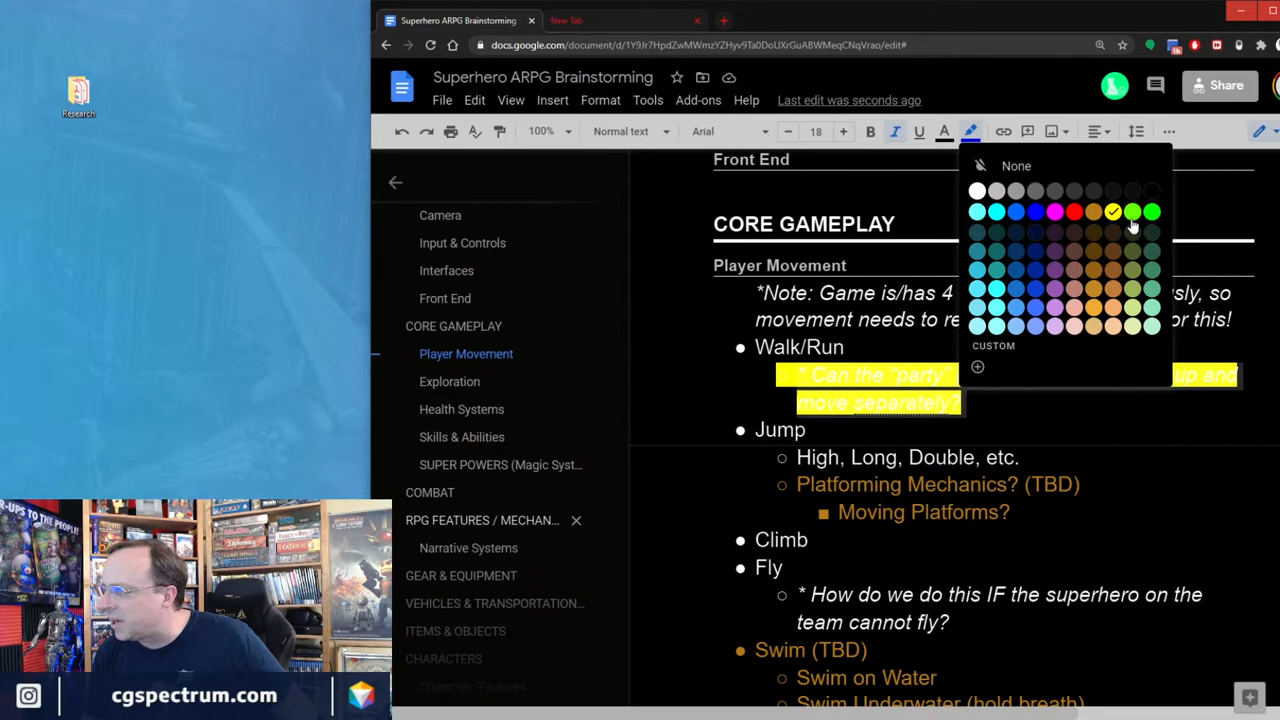 Superhero ARPG Brainstorming
New Tab
docs.google.com/document/d/1Y9Jr7HpdZwMWmzYZHyv9Ta0DoUXrGuABWMeqCNqVrao/edit#
Superhero ARPG Brainstorming
Share
File Edit View Insert Format Tools Add-ons Help Last edit was seconds ago
100% Normal text Arial 18 B I U A
Research
Camera
Input & Controls
Interfaces
Front End
CORE GAMEPLAY
Player Movement
Exploration
Health Systems
Skills & Abilities
SUPER POWERS (Magic Syst...
COMBAT
RPG FEATURES / MECHAN...
Narrative Systems
GEAR & EQUIPMENT
VEHICLES & TRANSPORTATION...
ITEMS & OBJECTS
CHARACTERS
Character "Features"
Front End
CORE GAMEPLAY
Player Movement
*Note: Game is/has 4 sly, so
movement needs to re or this!
Walk/Run
* Can the "party" up and
move separately?
Jump
High, Long, Double, etc.
Platforming Mechanics? (TBD)
Moving Platforms?
Climb
Fly
* How do we do this IF the superhero on the
team cannot fly?
Swim (TBD)
Swim on Water
Swim Underwater (hold breath)
None
CUSTOM
cgspectrum.com